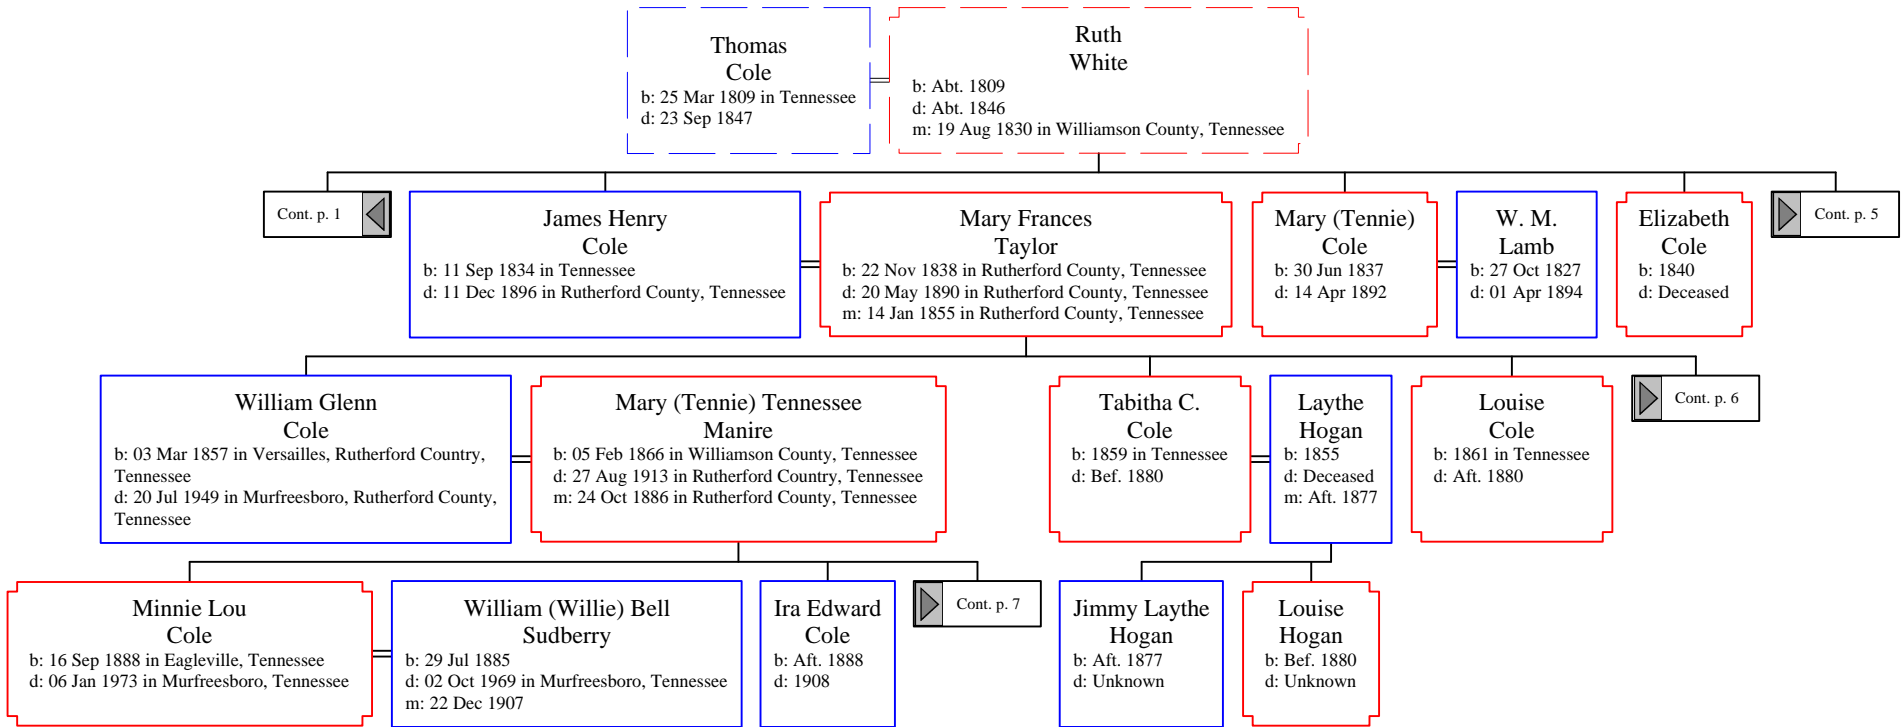 Thomas
Cole
b: 25 Mar 1809 in Tennessee
d: 23 Sep 1847
Ruth
White
b: Abt. 1809
d: Abt. 1846
m: 19 Aug 1830 in Williamson County, Tennessee
Cont. p. 1
James Henry
Cole
b: 11 Sep 1834 in Tennessee
d: 11 Dec 1896 in Rutherford County, Tennessee
Mary Frances
Taylor
b: 22 Nov 1838 in Rutherford County, Tennessee
d: 20 May 1890 in Rutherford County, Tennessee
m: 14 Jan 1855 in Rutherford County, Tennessee
Mary (Tennie)
Cole
b: 30 Jun 1837
d: 14 Apr 1892
W. M.
Lamb
b: 27 Oct 1827
d: 01 Apr 1894
Elizabeth
Cole
b: 1840
d: Deceased
Cont. p. 5
William Glenn
Cole
b: 03 Mar 1857 in Versailles, Rutherford Country,
Tennessee
d: 20 Jul 1949 in Murfreesboro, Rutherford County,
Tennessee
Mary (Tennie) Tennessee
Manire
b: 05 Feb 1866 in Williamson County, Tennessee
d: 27 Aug 1913 in Rutherford Country, Tennessee
m: 24 Oct 1886 in Rutherford County, Tennessee
Tabitha C.
Cole
b: 1859 in Tennessee
d: Bef. 1880
Laythe
Hogan
b: 1855
d: Deceased
m: Aft. 1877
Louise
Cole
b: 1861 in Tennessee
d: Aft. 1880
Cont. p. 6
Minnie Lou
Cole
b: 16 Sep 1888 in Eagleville, Tennessee
d: 06 Jan 1973 in Murfreesboro, Tennessee
William (Willie) Bell
Sudberry
b: 29 Jul 1885
d: 02 Oct 1969 in Murfreesboro, Tennessee
m: 22 Dec 1907
Ira Edward
Cole
b: Aft. 1888
d: 1908
Cont. p. 7
Jimmy Laythe
Hogan
b: Aft. 1877
d: Unknown
Louise
Hogan
b: Bef. 1880
d: Unknown